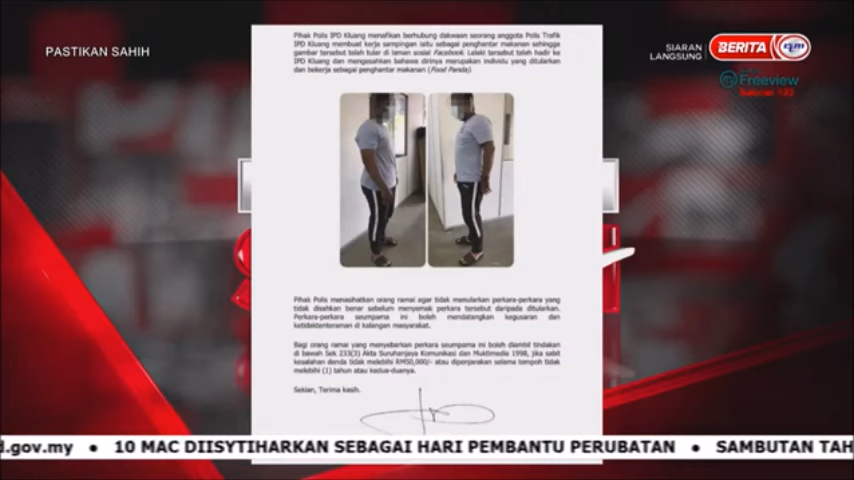 PASTIKAN SAHIH
SIARAN
LANGSUNG
BERITA
rtm
Freeview
Saluran 123
Pihak Polis IPD Kluang menafikan berhubung dakwaan seorang anggota Polis Trafik
IPD Kluang membuat kerja sampingan iaitu sebagai penghantar makanan sehingga
gambar tersebut telah tular di laman sosial Facebook. Lelaki tersebut telah hadir ke
IPD Kluang dan mengesahkan bahawa dirinya merupakan individu yang ditularkan
dan bekerja sebagai penghantar makanan (Food Panda).
Pihak Polis menasihatkan orang ramai agar tidak menularkan perkara-perkara yang
tidak disahkan benar sebelum menyemak perkara tersebut daripada ditularkan.
Perkara-perkara seumpama ini boleh mendatangkan kegusaran dan
ketidaktenteraman di kalangan masyarakat.
Bagi orang ramai yang menyebarkan perkara seumpama ini boleh diambil tindakan
di bawah Sek 233(3) Akta Suruhanjaya Komunikasi dan Muktimedia 1998, jika sabit
kesalahan denda tidak melebihi RM50,000/- atau dipenjarakan selama tempoh tidak
melebihi (1) tahun atau kedua-duanya.
Sekian, Terima kasih.
d.gov.my • 10 MAC DIISYTIHARKAN SEBAGAI HARI PEMBANTU PERUBATAN • SAMBUTAN TAH